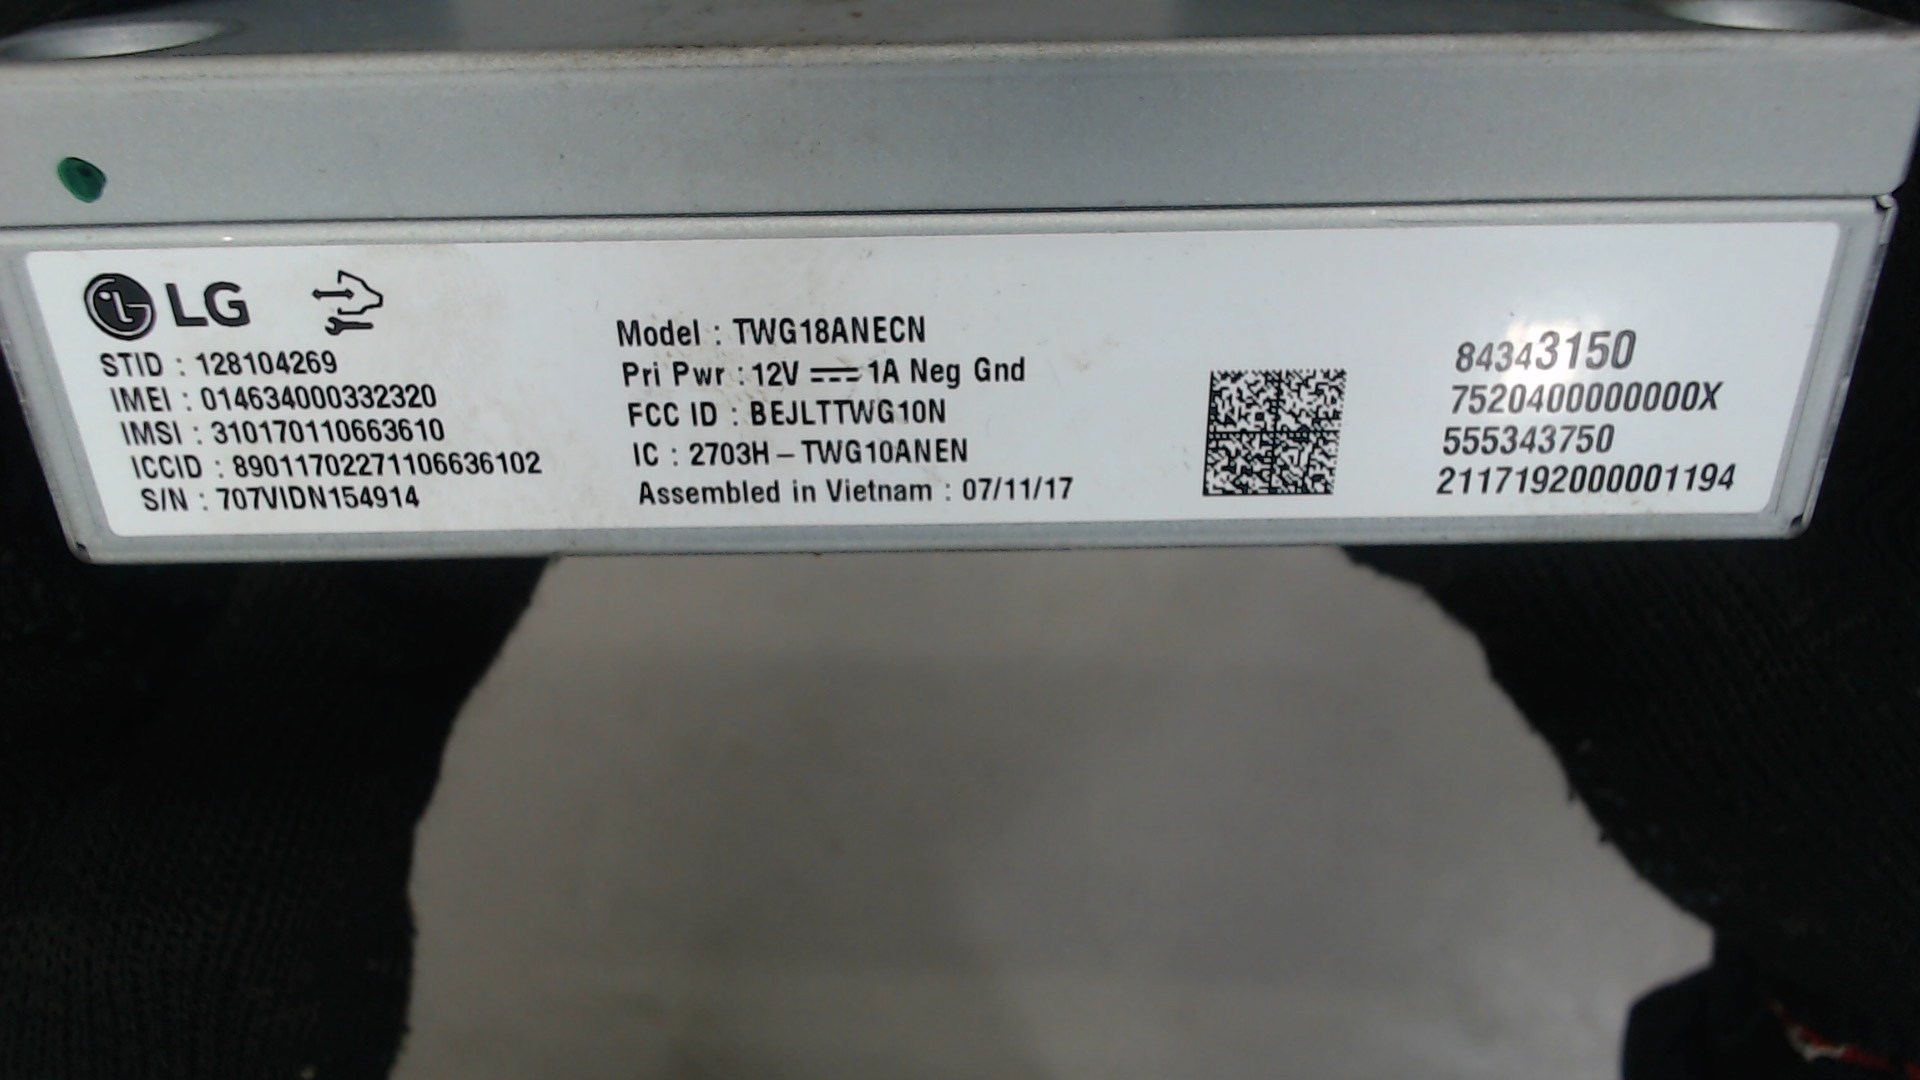 LG
STID : 128104269
IMEI : 014634000332320
IMSI : 310170110663610
ICCID : 89011702271106636102
S/N : 707VIDN154914
Model : TWG18ANECN
Pri Pwr : 12V ⎓ 1A Neg Gnd
FCC ID : BEJLTTWG10N
IC : 2703H – TWG10ANEN
Assembled in Vietnam : 07/11/17
84343150
7520400000000X
555343750
2117192000001194